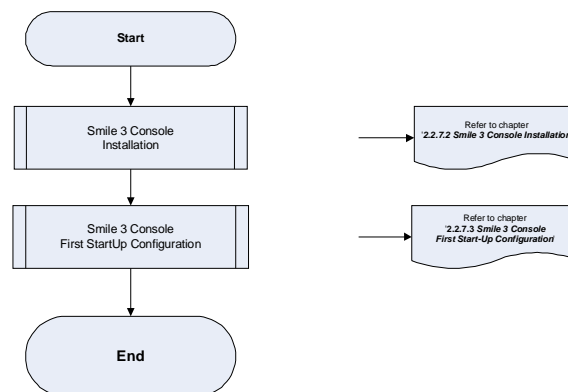 Start
Smile 3 Console
Installation
Refer to chapter
'2.2.7.2 Smile 3 Console Installation
Smile 3 Console
First StartUp Configuration
Refer to chapter
'2.2.7.3 Smile 3 Console
First Start-Up Configuration'
End